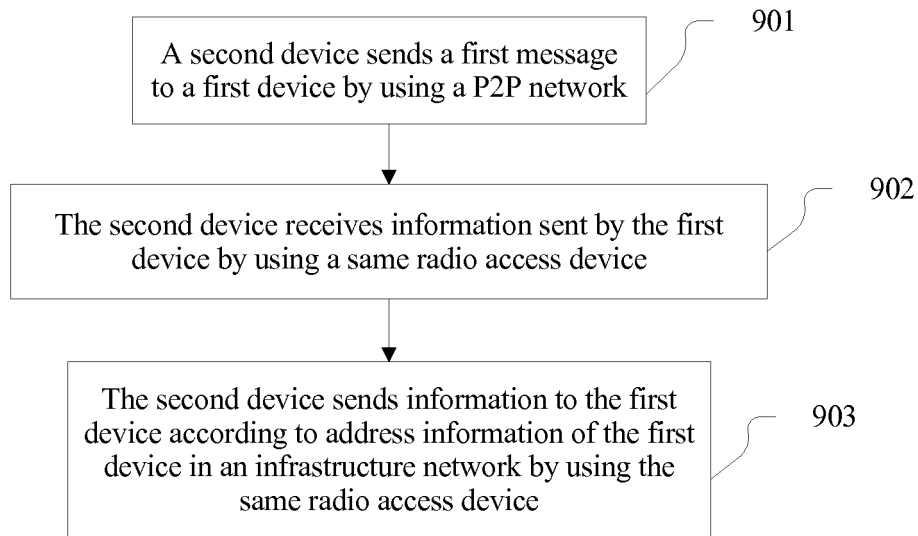 901
A second device sends a first message
to a first device by using a P2P network
902
The second device receives information sent by the first
device by using a same radio access device
903
The second device sends information to the first
device according to address information of the first
device in an infrastructure network by using the
same radio access device